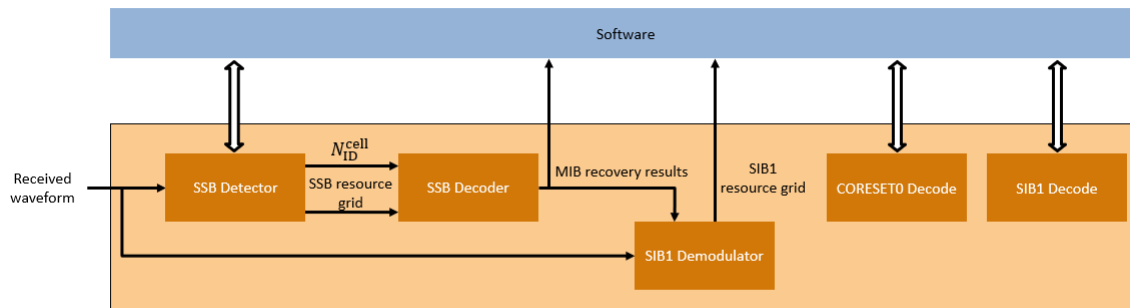 Software
Received
waveform
SSB Detector
N_ID^cell
SSB resource
grid
SSB Decoder
MIB recovery results
SIB1
resource grid
SIB1 Demodulator
CORESET0 Decode
SIB1 Decode